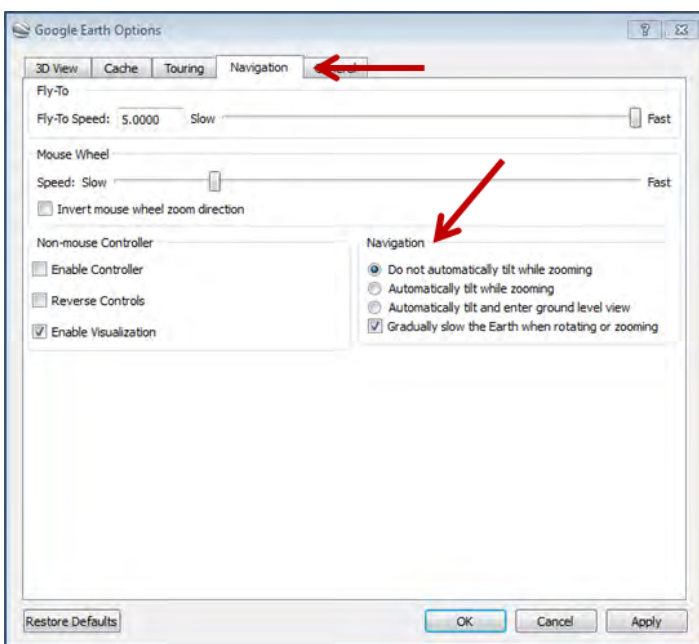 Google Earth Options
3D View Cache Touring Navigation
Fly-To
Fly-To Speed: 5.0000 Slow Fast
Mouse Wheel
Speed: Slow Fast
Invert mouse wheel zoom direction
Non-mouse Controller
Enable Controller
Reverse Controls
Enable Visualization
Navigation
Do not automatically tilt while zooming
Automatically tilt while zooming
Automatically tilt and enter ground level view
Gradually slow the Earth when rotating or zooming
Restore Defaults OK Cancel Apply